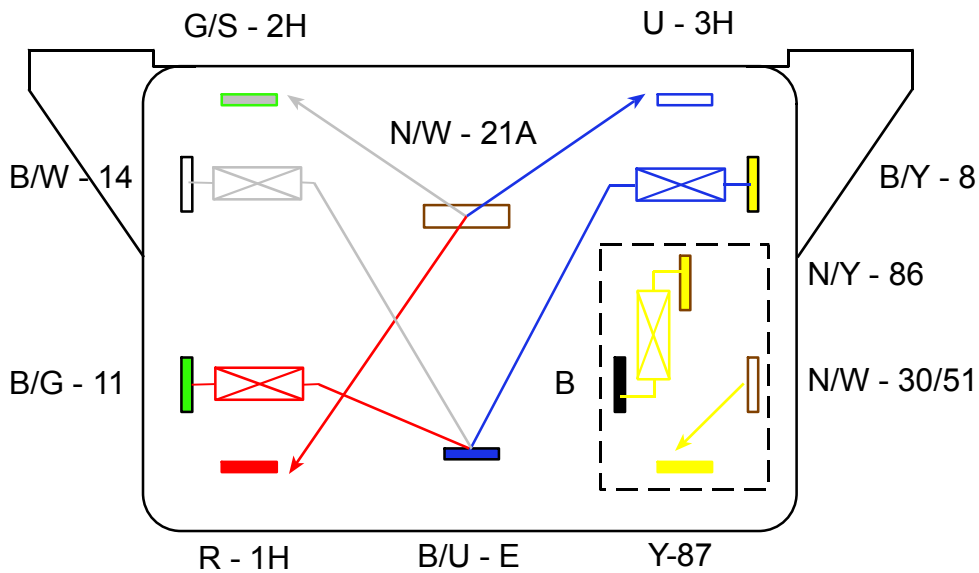 G/S - 2H
U - 3H
N/W - 21A
B/W - 14
B/Y - 8
N/Y - 86
B/G - 11
B
N/W - 30/51
R - 1H
B/U - E
Y-87